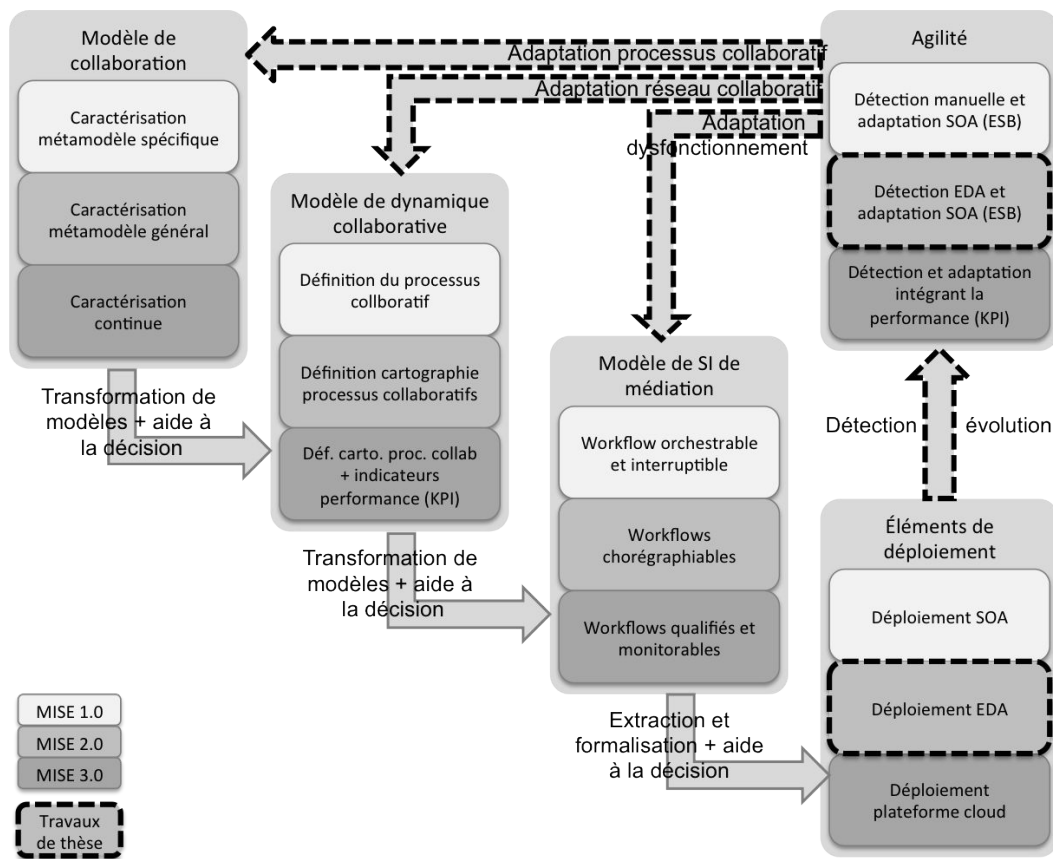 Modèle de
collaboration
Caractérisation
métamodèle spécifique
Caractérisation
métamodèle général
Caractérisation
continue
Adaptation processus collaboratif
Adaptation réseau collaboratif
Adaptation
dysfonctionnement
Agilité
Détection manuelle et
adaptation SOA (ESB)
Détection EDA et
adaptation SOA (ESB)
Détection et adaptation
intégrant la
performance (KPI)
Modèle de dynamique
collaborative
Définition du processus
collboratif
Définition cartographie
processus collaboratifs
Déf. carto. proc. collab
+ indicateurs
performance (KPI)
Transformation de
modèles + aide à
la décision
Modèle de SI de
médiation
Workflow orchestrable
et interruptible
Workflows
chorégraphiables
Workflows qualifiés et
monitorables
Transformation de
modèles + aide à
la décision
Détection évolution
Éléments de
déploiement
Déploiement SOA
Déploiement EDA
Déploiement
plateforme cloud
Extraction et
formalisation + aide
à la décision
MISE 1.0
MISE 2.0
MISE 3.0
Travaux
de thèse